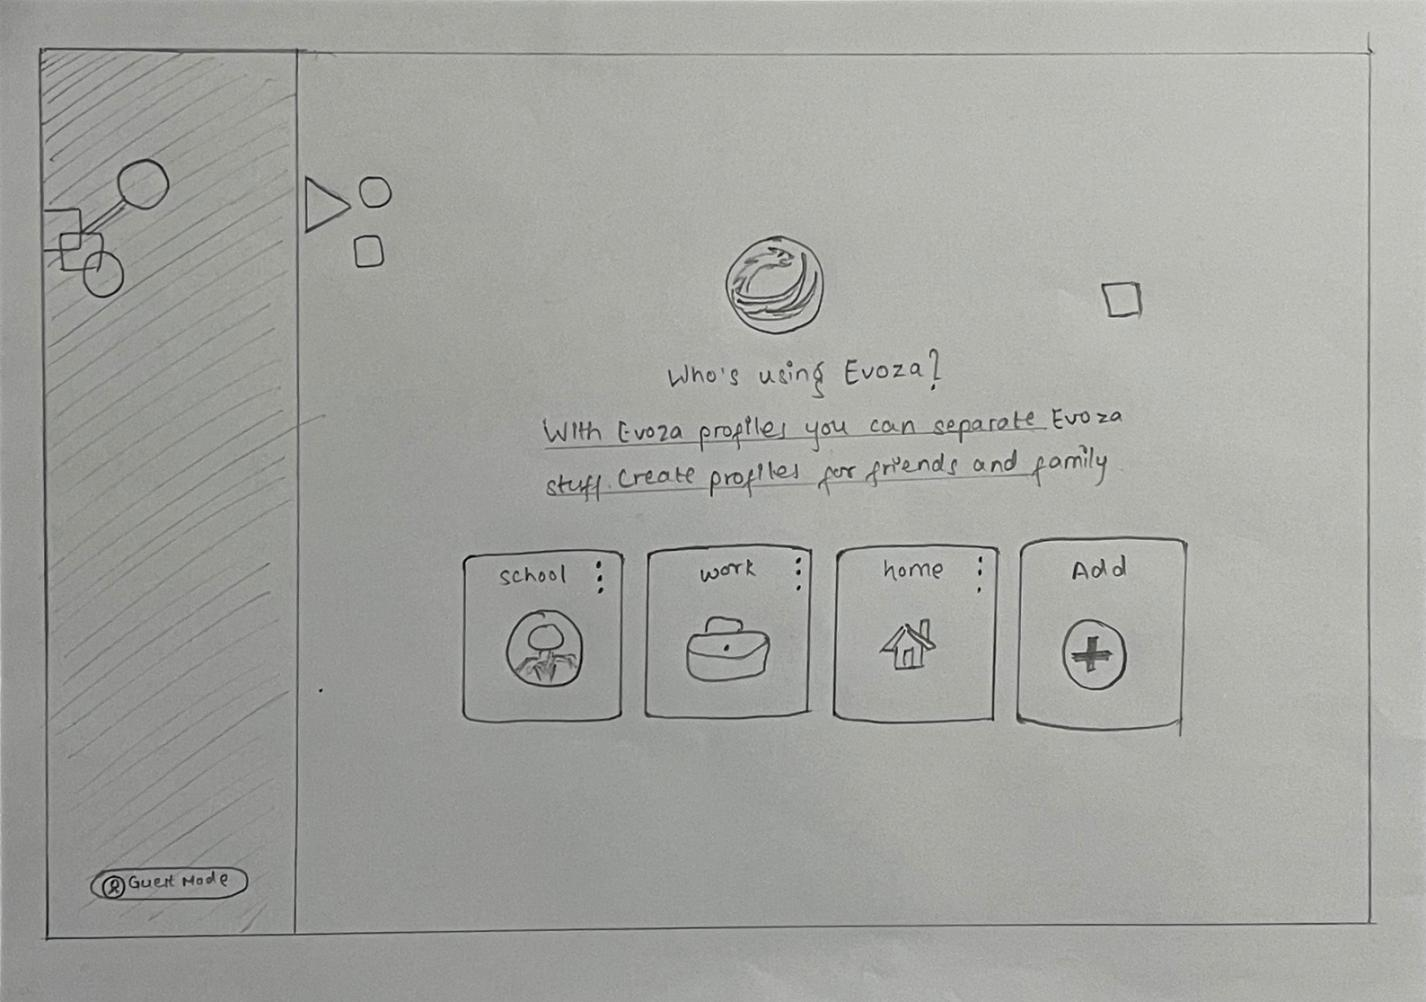 Who's using Evoza?
With Evoza profiles you can separate Evoza
stuff. Create profiles for friends and family
school
work
home
Add
Guest Mode